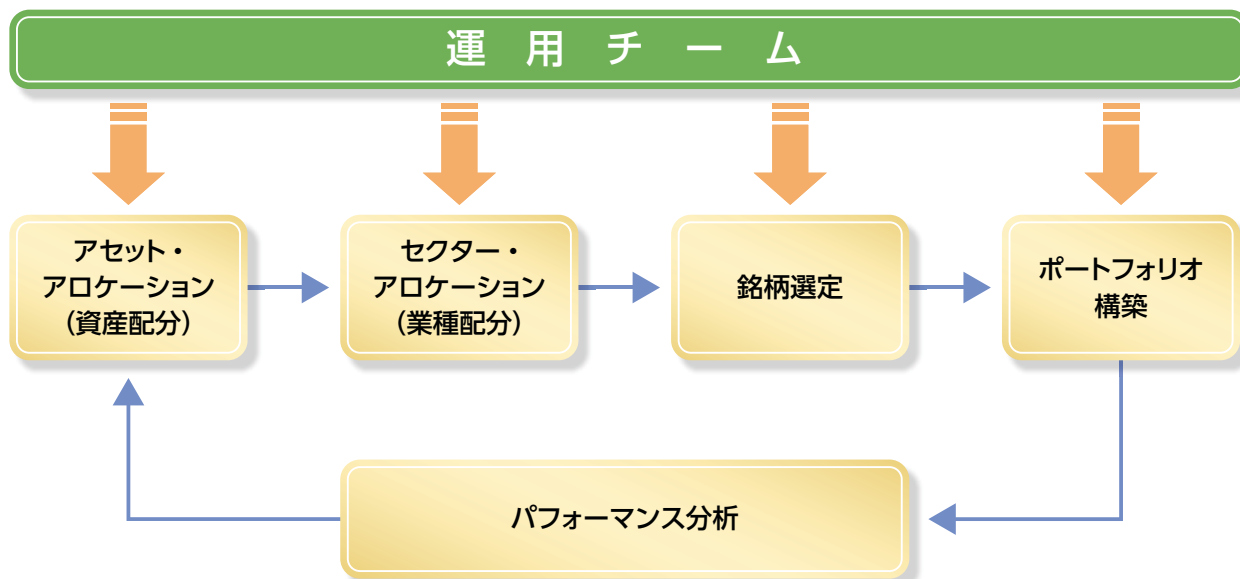 運用チーム
アセット・
アロケーション
(資産配分)
セクター・
アロケーション
(業種配分)
銘柄選定
ポートフォリオ
構築
パフォーマンス分析